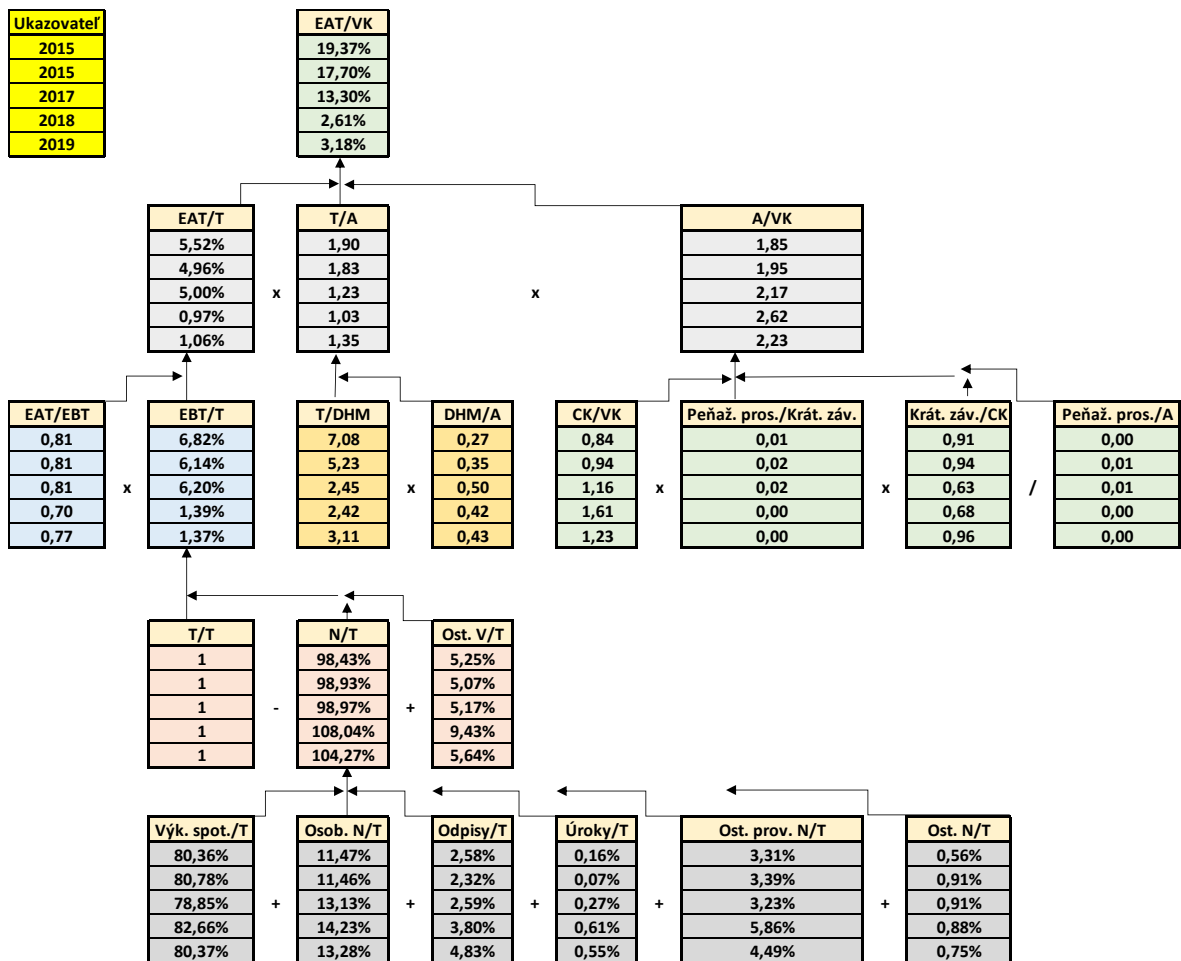 Ukazovateľ EAT/VK
2015 19,37%
2015 17,70%
2017 13,30%
2018 2,61%
2019 3,18%
EAT/T T/A A/VK
5,52% 1,90 1,85
4,96% 1,83 1,95
5,00% x 1,23 x 2,17
0,97% 1,03 2,62
1,06% 1,35 2,23
EAT/EBT EBT/T T/DHM DHM/A CK/VK Peňaž. pros./Krát. záv. Krát. záv./CK Peňaž. pros./A
0,81 6,82% 7,08 0,27 0,84 0,01 0,91 0,00
0,81 6,14% 5,23 0,35 0,94 0,02 0,94 0,01
0,81 x 6,20% 2,45 x 0,50 1,16 x 0,02 x 0,63 / 0,01
0,70 1,39% 2,42 0,42 1,61 0,00 0,68 0,00
0,77 1,37% 3,11 0,43 1,23 0,00 0,96 0,00
T/T N/T Ost. V/T
1 98,43% 5,25%
1 98,93% 5,07%
1 - 98,97% + 5,17%
1 108,04% 9,43%
1 104,27% 5,64%
Výk. spot./T Osob. N/T Odpisy/T Úroky/T Ost. prov. N/T Ost. N/T
80,36% 11,47% 2,58% 0,16% 3,31% 0,56%
80,78% 11,46% 2,32% 0,07% 3,39% 0,91%
78,85% + 13,13% + 2,59% + 0,27% + 3,23% + 0,91%
82,66% 14,23% 3,80% 0,61% 5,86% 0,88%
80,37% 13,28% 4,83% 0,55% 4,49% 0,75%